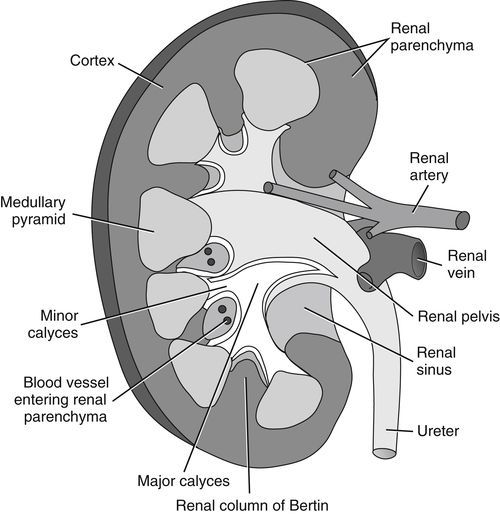 Renal
parenchyma
Cortex
Renal
artery
Medullary
pyramid
Renal
vein
Minor
calyces
Renal pelvis
Renal
sinus
Blood vessel
entering renal
parenchyma
Ureter
Major calyces
Renal column of Bertin